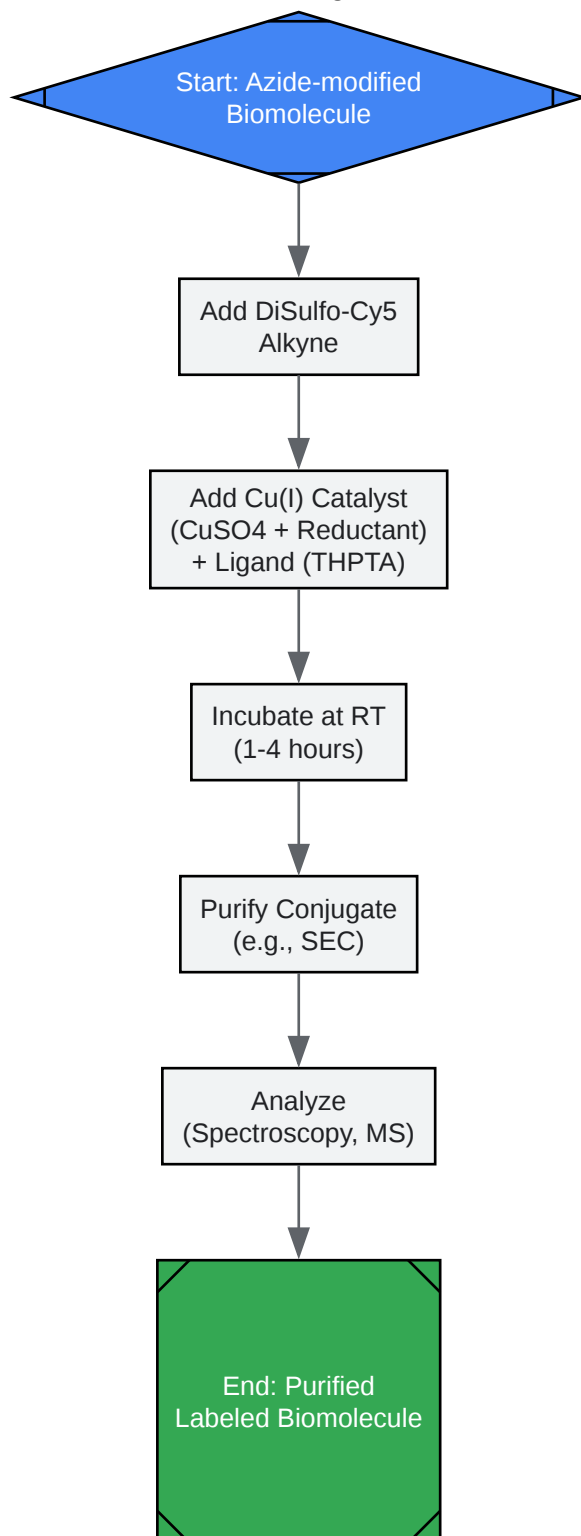 Start: Azide-modified
Biomolecule
Add DiSulfo-Cy5
Alkyne
Add Cu(I) Catalyst
(CuSO4 + Reductant)
+ Ligand (THPTA)
Incubate at RT
(1-4 hours)
Purify Conjugate
(e.g., SEC)
Analyze
(Spectroscopy, MS)
End: Purified
Labeled Biomolecule